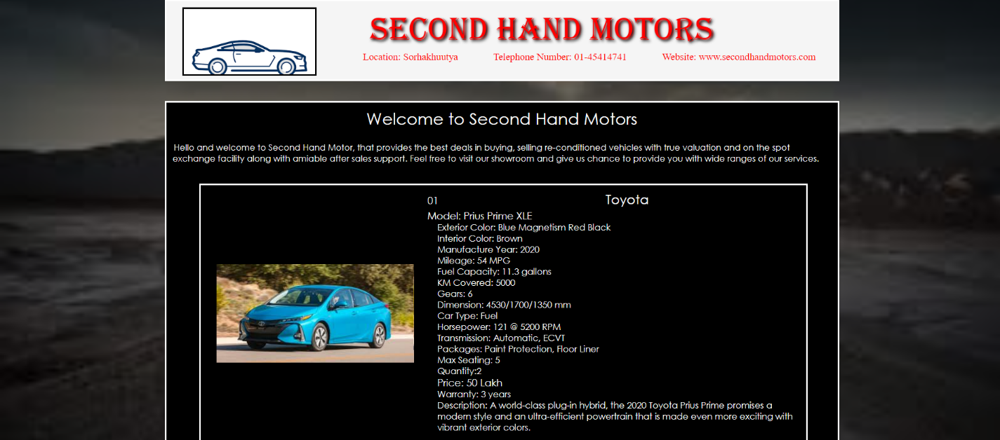 SECOND HAND MOTORS
Location: Sorhakhuutya Telephone Number: 01-45414741 Website: www.secondhandmotors.com
Welcome to Second Hand Motors
Hello and welcome to Second Hand Motor, that provides the best deals in buying, selling re-conditioned vehicles with true valuation and on the spot
exchange facility along with amiable after sales support. Feel free to visit our showroom and give us chance to provide you with wide ranges of our services.
01 Toyota
Model: Prius Prime XLE
Exterior Color: Blue Magnetism Red Black
Interior Color: Brown
Manufacture Year: 2020
Mileage: 54 MPG
Fuel Capacity: 11.3 gallons
KM Covered: 5000
Gears: 6
Dimension: 4530/1700/1350 mm
Car Type: Fuel
Horsepower: 121 @ 5200 RPM
Transmission: Automatic, ECVT
Packages: Paint Protection, Floor Liner
Max Seating: 5
Quantity:2
Price: 50 Lakh
Warranty: 3 years
Description: A world-class plug-in hybrid, the 2020 Toyota Prius Prime promises a
modern style and an ultra-efficient powertrain that is made even more exciting with
vibrant exterior colors.